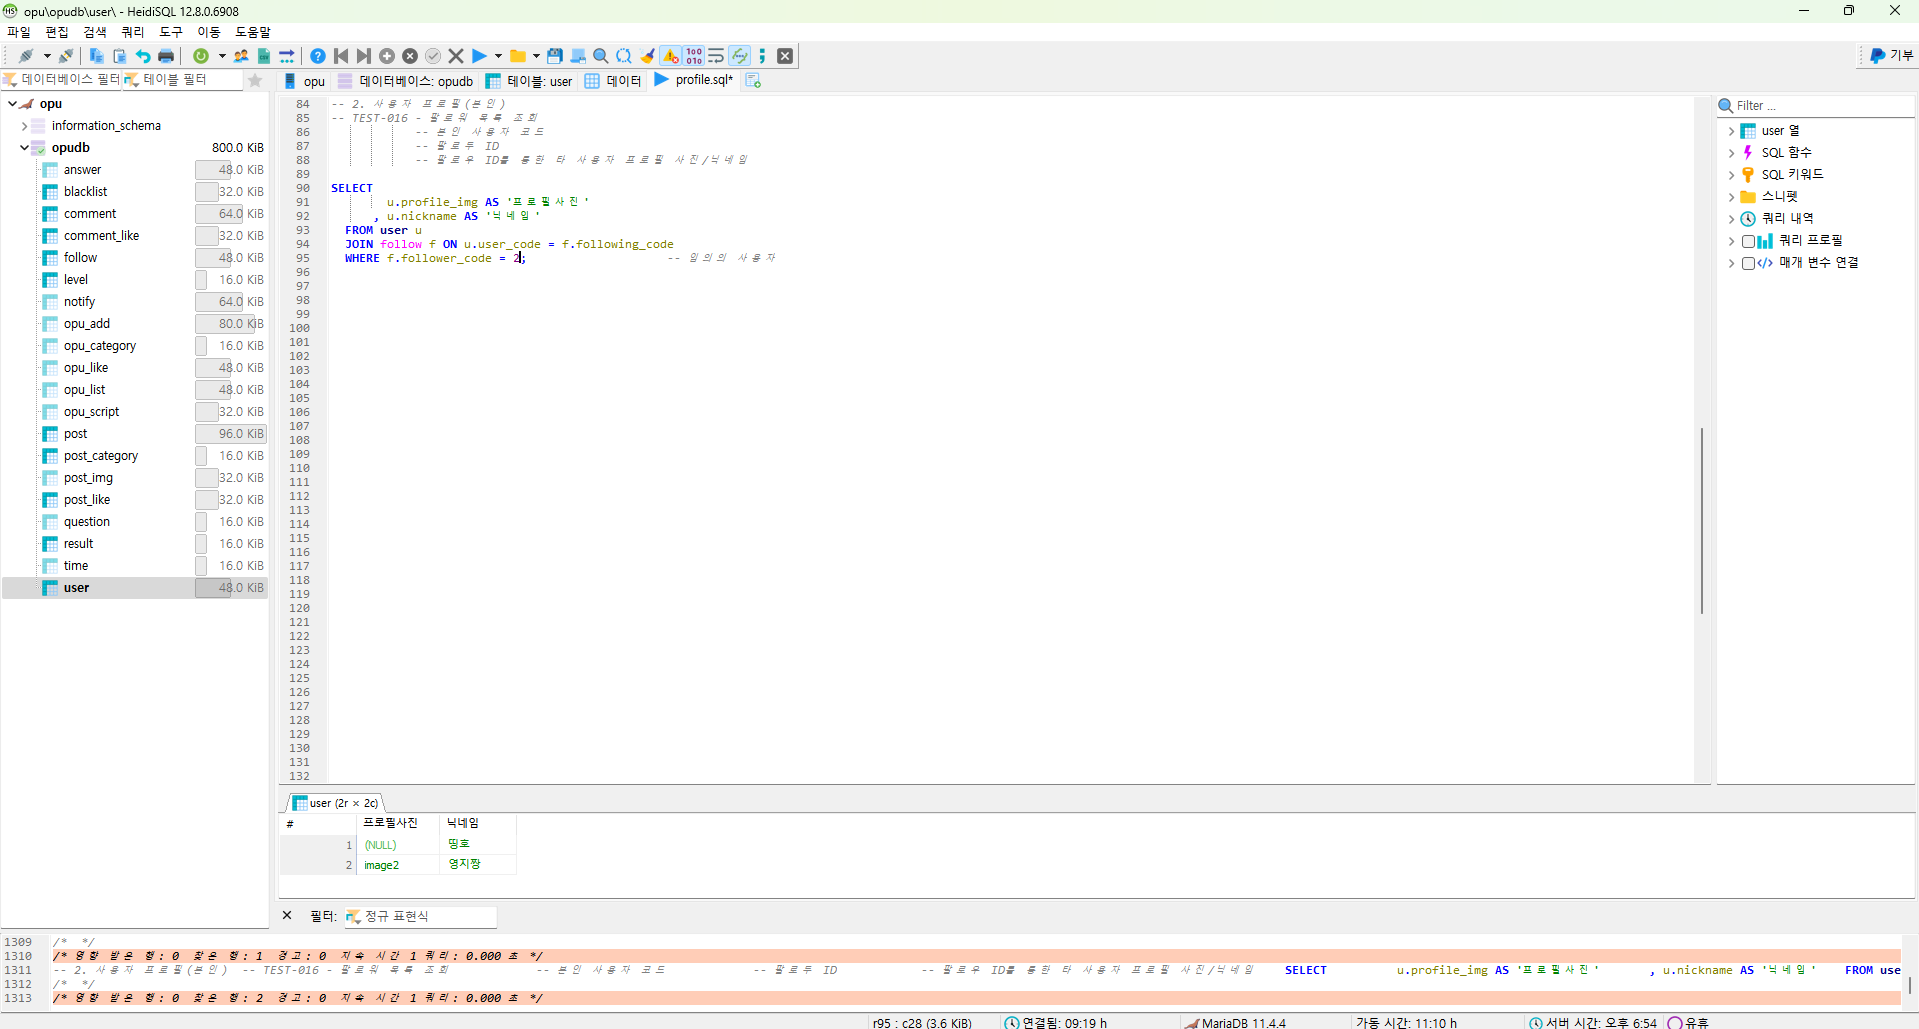 opu\opudb\user\ - HeidiSQL 12.8.0.6908
파일 편집 검색 쿼리 도구 이동 도움말
기부
데이터베이스 필터 테이블 필터
opu 데이터베이스: opudb 테이블: user 데이터 profile.sql*
opu
information_schema
opudb 800.0 KiB
answer 48.0 KiB
blacklist 32.0 KiB
comment 64.0 KiB
comment_like 32.0 KiB
follow 48.0 KiB
level 16.0 KiB
notify 64.0 KiB
opu_add 80.0 KiB
opu_category 16.0 KiB
opu_like 48.0 KiB
opu_list 48.0 KiB
opu_script 32.0 KiB
post 96.0 KiB
post_category 16.0 KiB
post_img 32.0 KiB
post_like 32.0 KiB
question 16.0 KiB
result 16.0 KiB
time 16.0 KiB
user 48.0 KiB
84 -- 2. 사용자 프로필(본인)
85 -- TEST-016 - 팔로워 목록 조회
86 -- 본인 사용자 코드
87 -- 팔로우 ID
88 -- 팔로우 ID를 통한 타 사용자 프로필 사진/닉네임
89
90 SELECT
91 u.profile_img AS '프로필사진'
92 , u.nickname AS '닉네임'
93 FROM user u
94 JOIN follow f ON u.user_code = f.following_code
95 WHERE f.follower_code = 2; -- 임의의 사용자
96
97
98
99
100
101
102
103
104
105
106
107
108
109
110
111
112
113
114
115
116
117
118
119
120
121
122
123
124
125
126
127
128
129
130
131
132
Filter ...
user 열
SQL 함수
SQL 키워드
스니펫
쿼리 내역
쿼리 프로필
매개 변수 연결
user (2r × 2c)
# 프로필사진 닉네임
1 (NULL) 띵호
2 image2 영지짱
필터: 정규 표현식
1309 /* */
1310 /* 영향 받은 행: 0 찾은 행: 1 경고: 0 지속 시간 1 쿼리: 0.000 초 */
1311 -- 2. 사용자 프로필(본인) -- TEST-016 - 팔로워 목록 조회 -- 본인 사용자 코드 -- 팔로우 ID -- 팔로우 ID를 통한 타 사용자 프로필 사진/닉네임 SELECT u.profile_img AS '프로필사진' , u.nickname AS '닉네임' FROM use
1312 /* */
1313 /* 영향 받은 행: 0 찾은 행: 2 경고: 0 지속 시간 1 쿼리: 0.000 초 */
r95 : c28 (3.6 KiB) 연결됨: 09:19 h MariaDB 11.4.4 가동 시간: 11:10 h 서버 시간: 오후 6:54 유휴